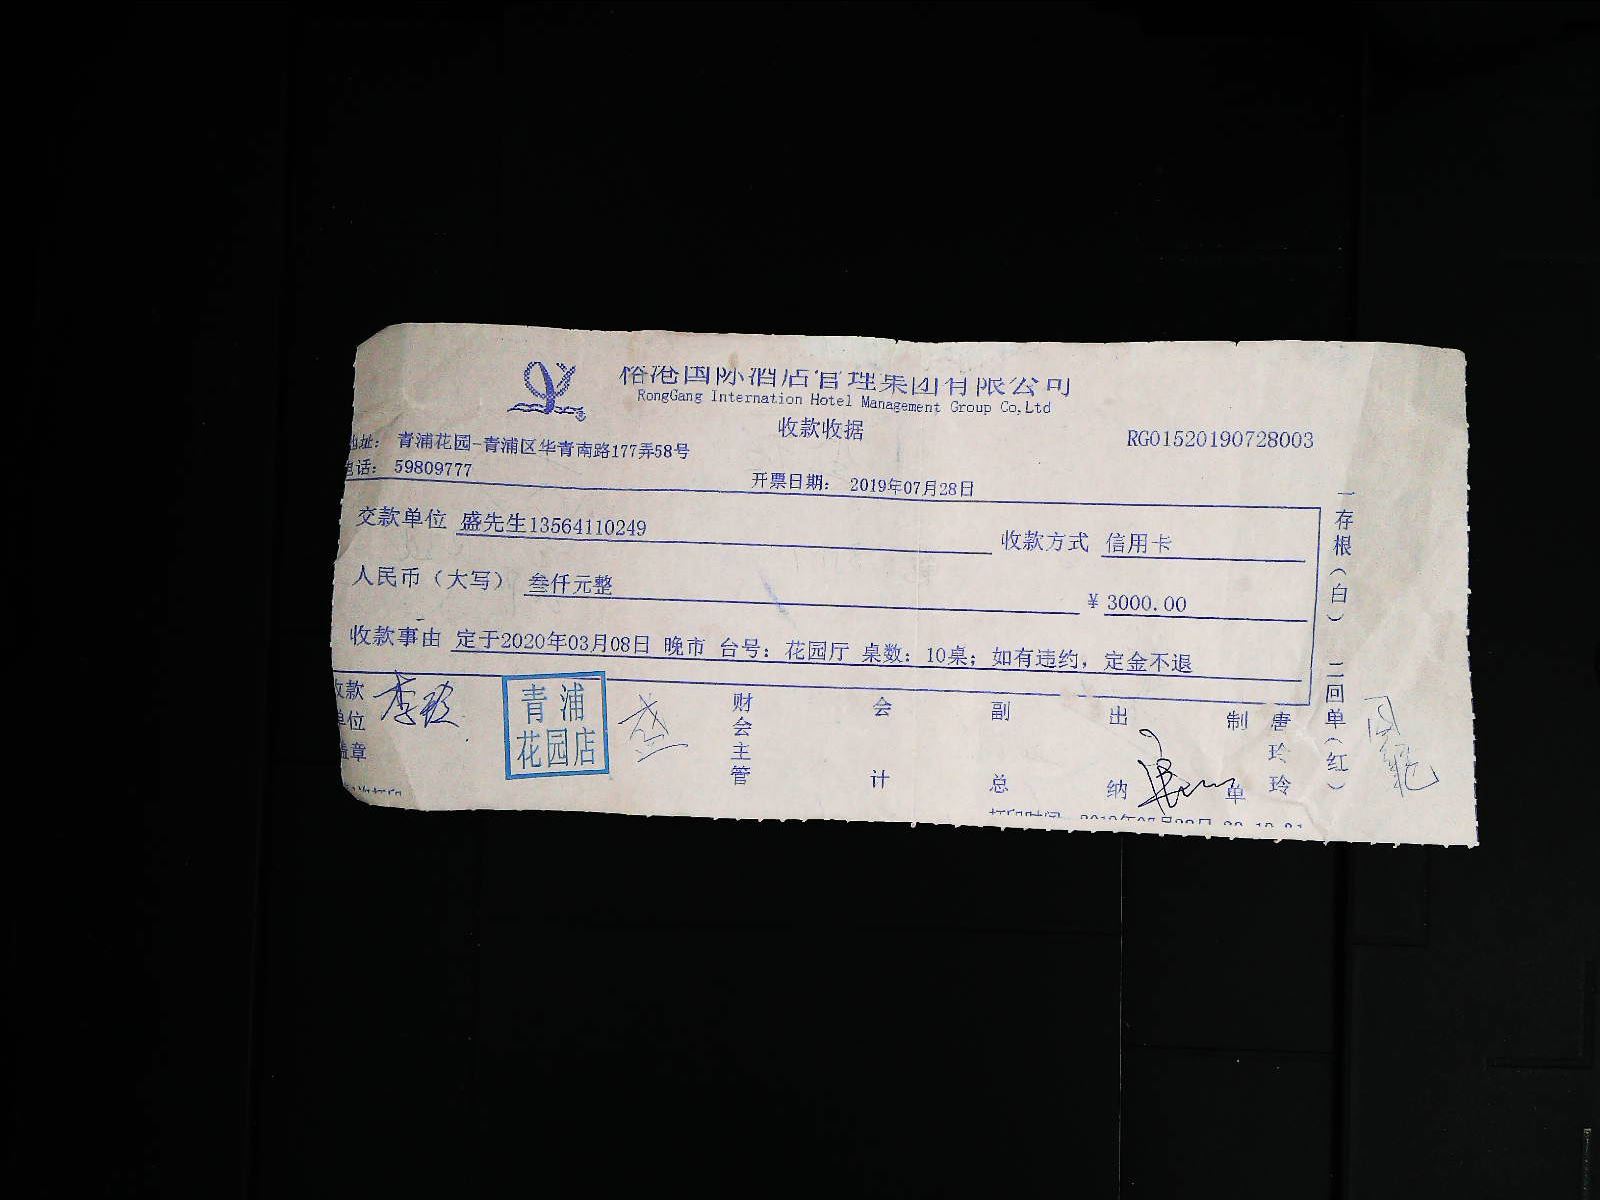 裕港国际酒店管理集团有限公司
RongGang Internation Hotel Management Group Co,Ltd
收款收据
RG01520190728003
地址： 青浦花园-青浦区华青南路177弄58号
电话： 59809777
开票日期： 2019年07月28日
交款单位 盛先生13564110249 收款方式 信用卡
人民币（大写） 叁仟元整 ¥ 3000.00
收款事由 定于2020年03月08日 晚市 台号：花园厅 桌数：10桌；如有违约，定金不退
收款单位盖章
青浦
花园店
盛
财会主管
会计
副总
出纳
制单
唐玲玲
一存根（白） 二回单（红）